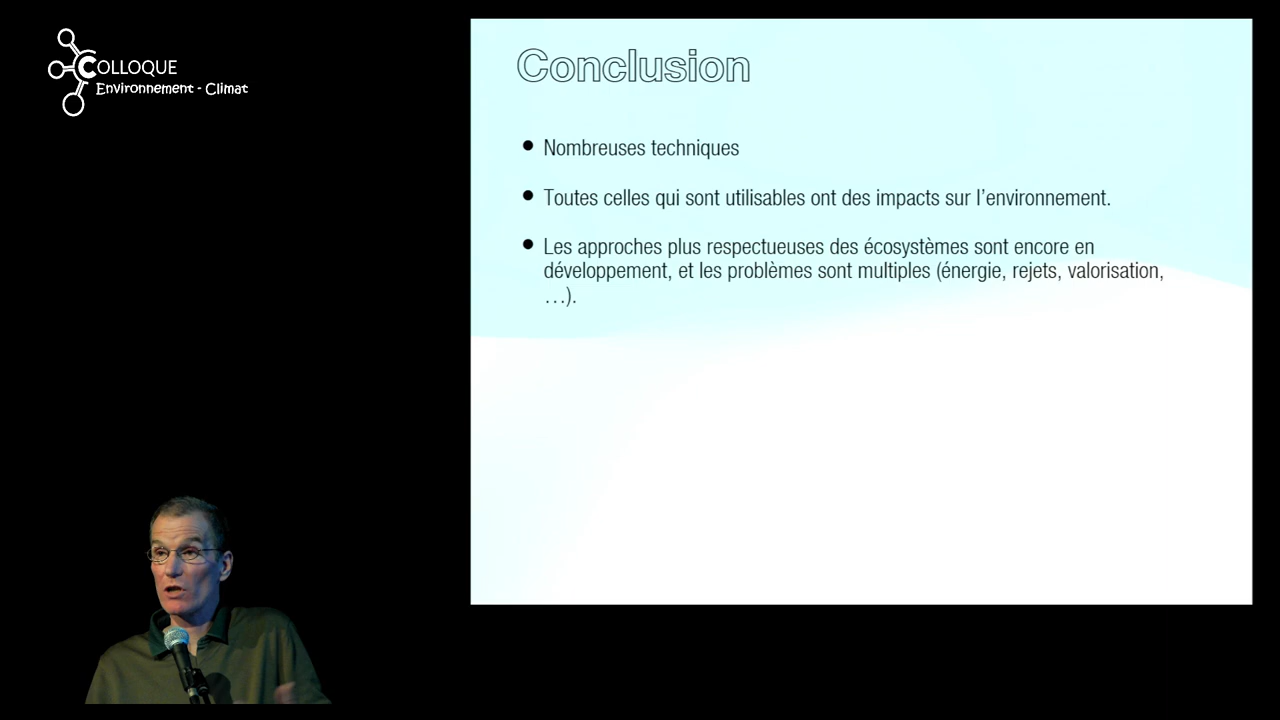 COLLOQUE
Environnement - Climat
Conclusion
• Nombreuses techniques
• Toutes celles qui sont utilisables ont des impacts sur l’environnement.
• Les approches plus respectueuses des écosystèmes sont encore en
développement, et les problèmes sont multiples (énergie, rejets, valorisation,
…).